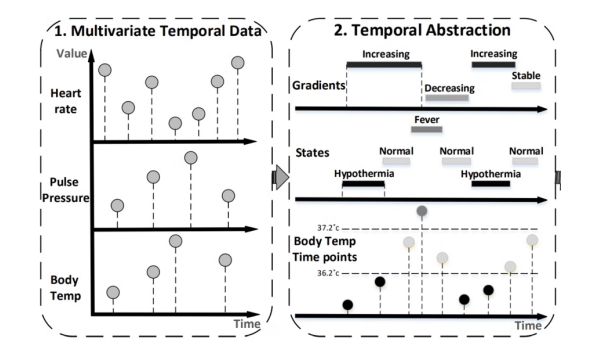 1. Multivariate Temporal Data
Value
Heart
rate
Pulse
Pressure
Body
Temp
Time
2. Temporal Abstraction
Increasing
Increasing
Stable
Gradients
Decreasing
Fever
States
Normal
Normal
Normal
Hypothermia
Hypothermia
37.2°c
Body Temp
Time points
36.2°c
Time